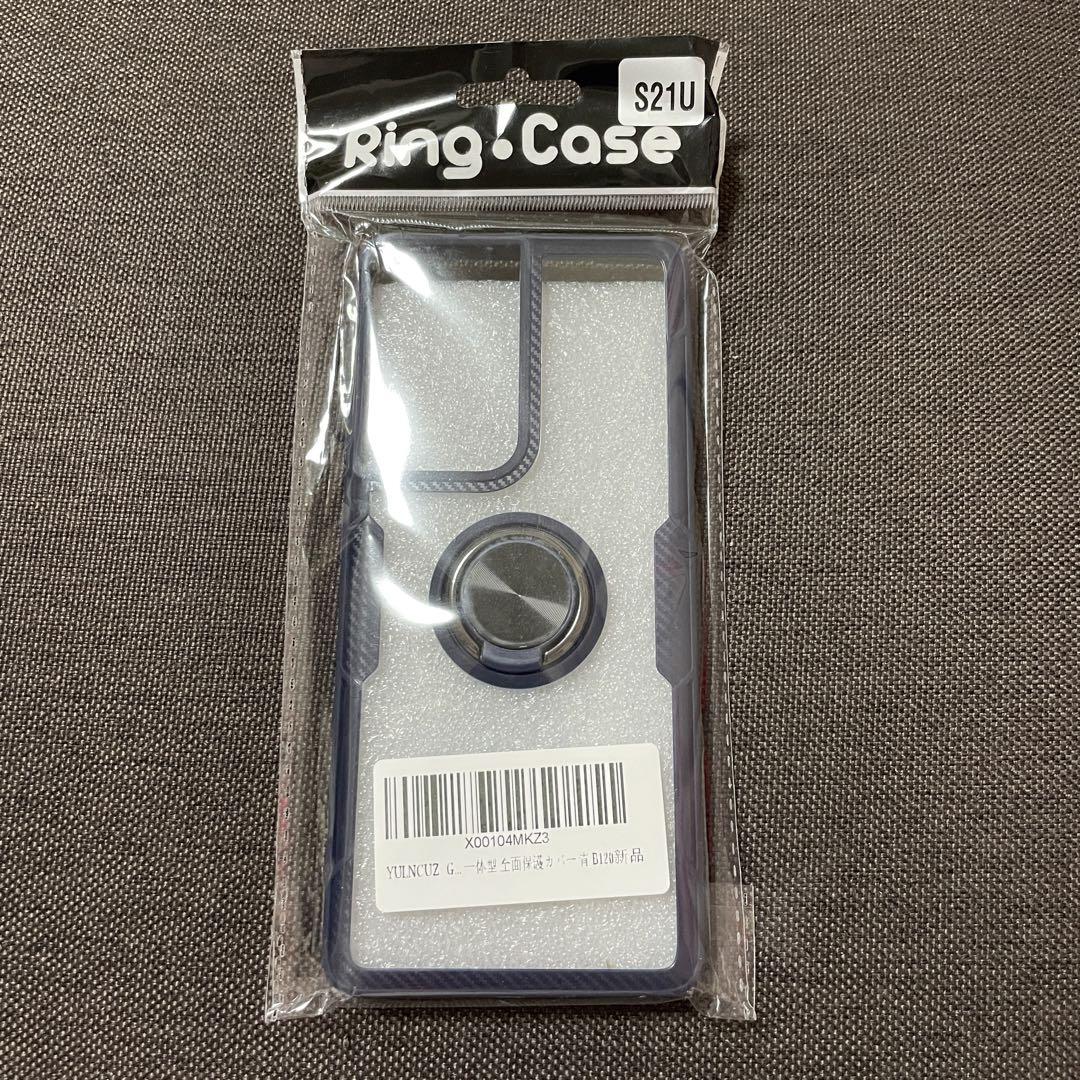 S21U
Ring!Case
X00104MKZ3
YULNCUZ G...一体型 全面保護カバー 青 B120新品